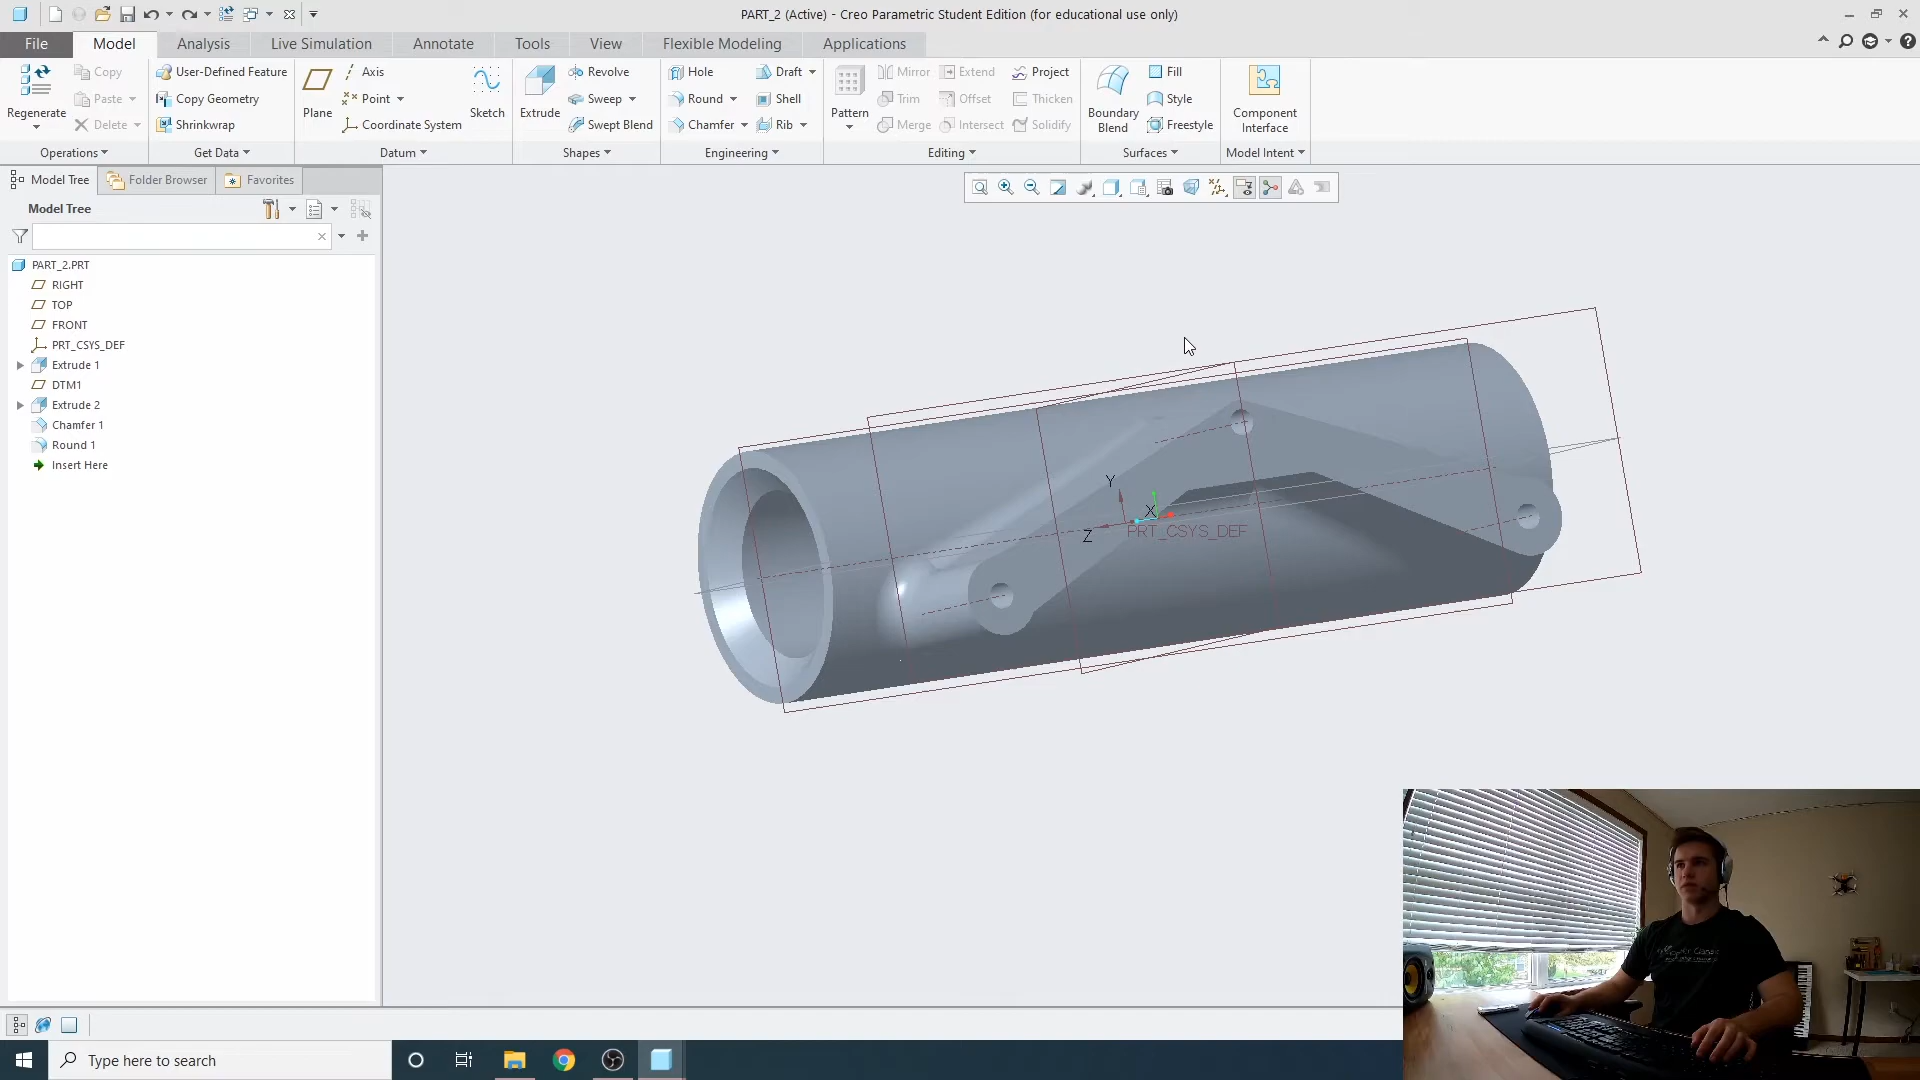 PART_2 (Active) - Creo Parametric Student Edition (for educational use only)
File Model Analysis Live Simulation Annotate Tools View Flexible Modeling Applications
Regenerate
Copy
Paste
Delete
Operations
User-Defined Feature
Copy Geometry
Shrinkwrap
Get Data
Plane
Axis
Point
Coordinate System
Sketch
Datum
Extrude
Revolve
Sweep
Swept Blend
Shapes
Hole
Round
Chamfer
Draft
Shell
Rib
Engineering
Pattern
Mirror
Trim
Merge
Extend
Offset
Intersect
Project
Thicken
Solidify
Editing
Boundary
Blend
Fill
Style
Freestyle
Surfaces
Component
Interface
Model Intent
Model Tree Folder Browser Favorites
Model Tree
PART_2.PRT
RIGHT
TOP
FRONT
PRT_CSYS_DEF
Extrude 1
DTM1
Extrude 2
Chamfer 1
Round 1
Insert Here
Y
X
Z
PRT_CSYS_DEF
Type here to search